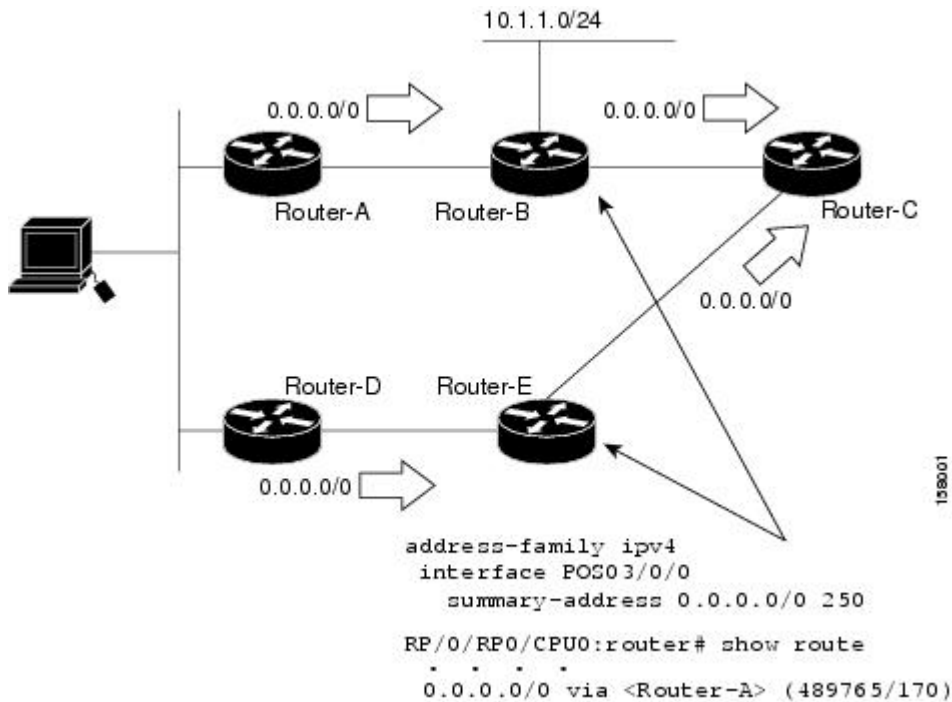 10.1.1.0/24
0.0.0.0/0
0.0.0.0/0
Router-A
Router-B
Router-C
0.0.0.0/0
Router-D
Router-E
0.0.0.0/0
158001
address-family ipv4
interface POS03/0/0
summary-address 0.0.0.0/0 250
RP/0/RP0/CPU0:router# show route
. . . .
0.0.0.0/0 via <Router-A> (489765/170)